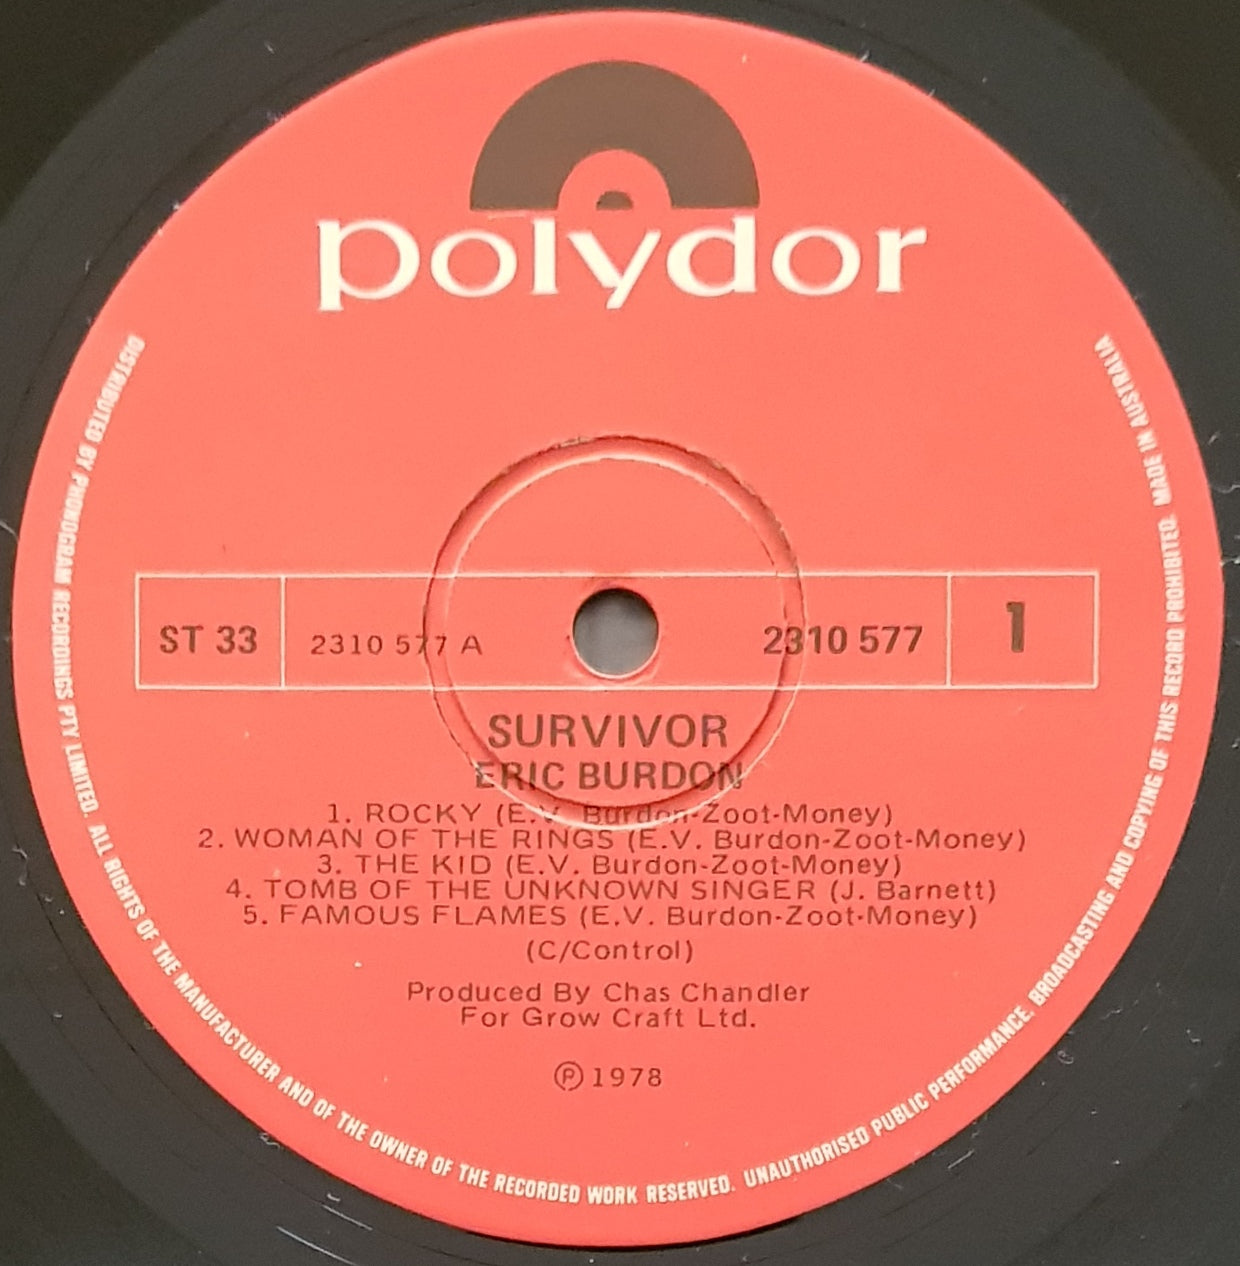 polydor
ST 33
2310 577 A
2310 577
1
SURVIVOR
ERIC BURDON
1. ROCKY (E.V. Burdon-Zoot-Money)
2. WOMAN OF THE RINGS (E.V. Burdon-Zoot-Money)
3. THE KID (E.V. Burdon-Zoot-Money)
4. TOMB OF THE UNKNOWN SINGER (J. Barnett)
5. FAMOUS FLAMES (E.V. Burdon-Zoot-Money)
(C/Control)
Produced By Chas Chandler
For Grow Craft Ltd.
Ⓟ 1978
DISTRIBUTED BY PHONOGRAM RECORDINGS PTY LIMITED. ALL RIGHTS OF THE MANUFACTURER AND OF THE OWNER OF THE RECORDED WORK RESERVED. UNAUTHORISED PUBLIC PERFORMANCE. BROADCASTING AND COPYING OF THIS RECORD PROHIBITED. MADE IN AUSTRALIA